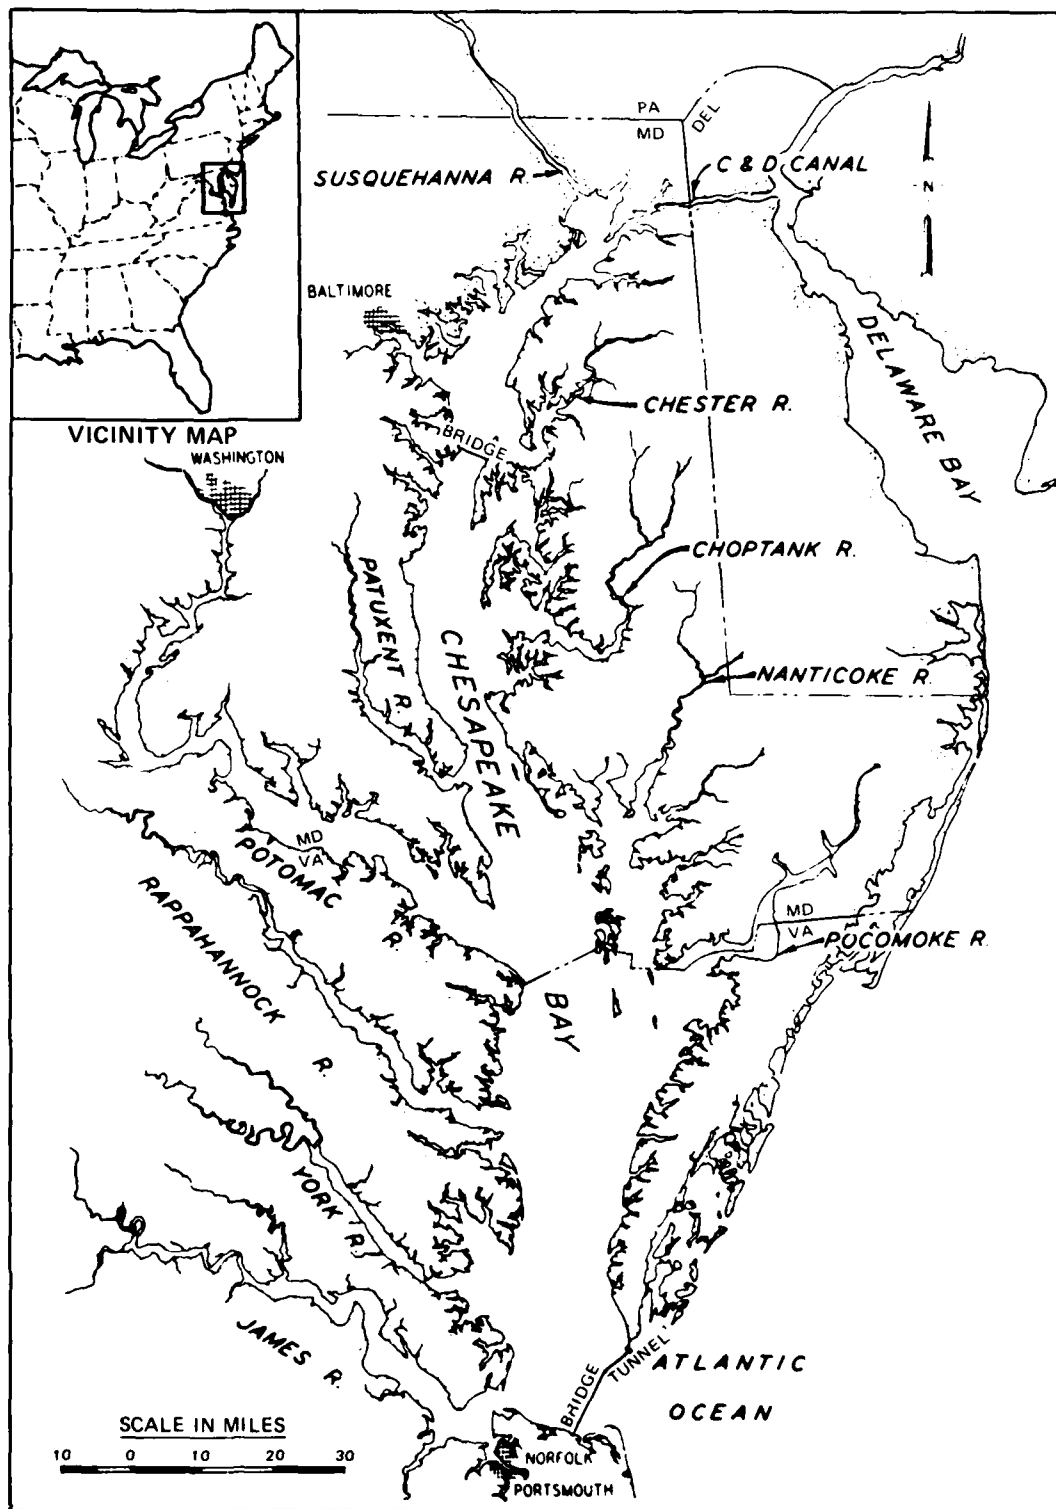 PA
MD
DEL
C & D CANAL
SUSQUEHANNA R.
N
BALTIMORE
DELAWARE BAY
CHESTER R.
BRIDGE
VICINITY MAP
WASHINGTON
CHOPTANK R.
PATUXENT R.
CHESAPEAKE
NANTICOKE R.
MD
VA
POTOMAC
R.
RAPPAHANNOCK
R.
MD
VA
POCOMOKE R.
BAY
YORK R.
JAMES R.
BRIDGE
TUNNEL
ATLANTIC
OCEAN
SCALE IN MILES
10 0 10 20 30
NORFOLK
PORTSMOUTH